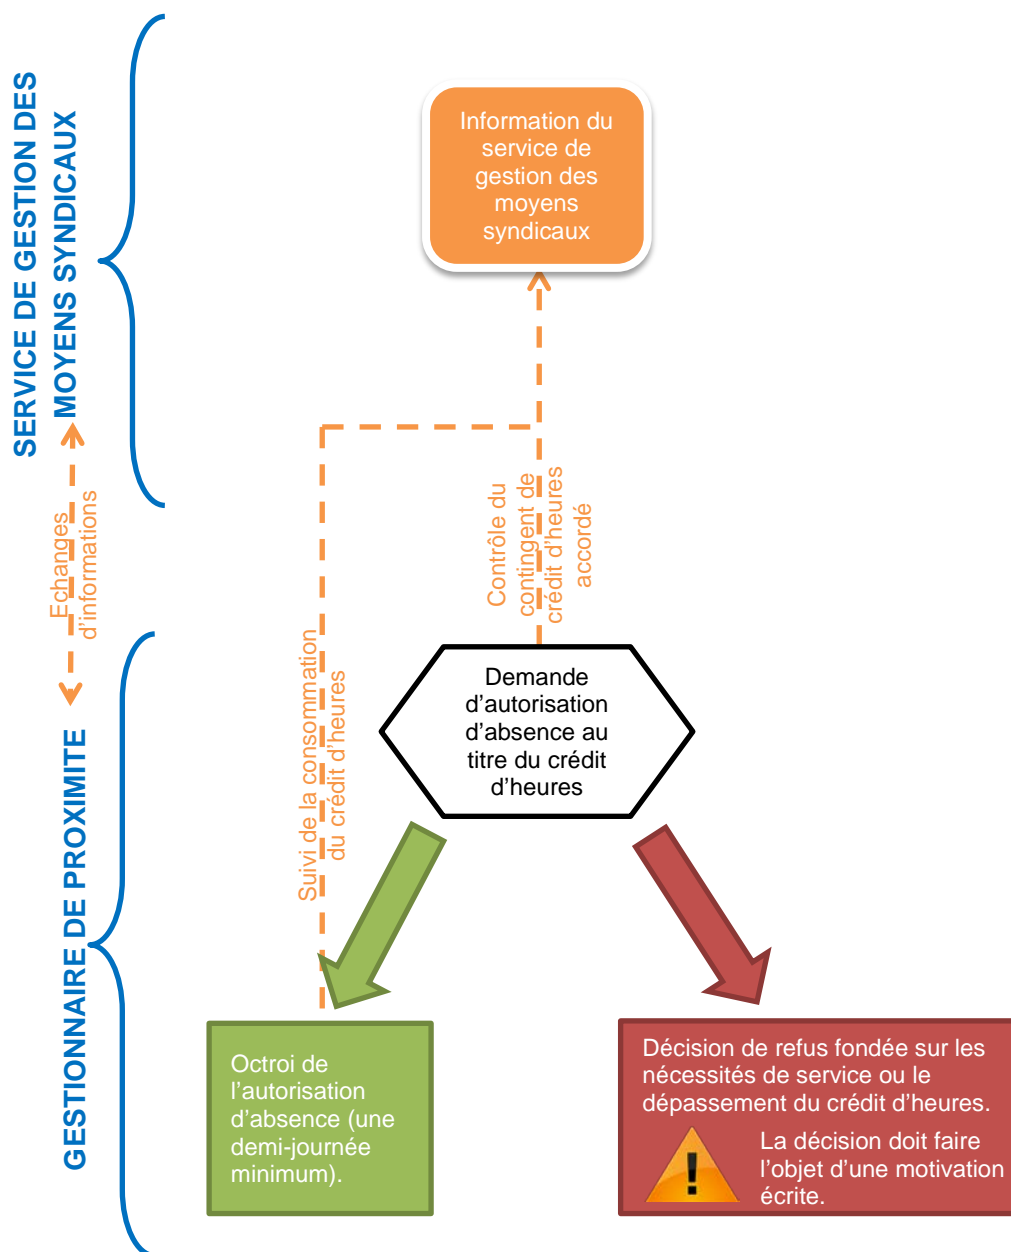 SERVICE DE GESTION DES
MOYENS SYNDICAUX
Information du
service de
gestion des
moyens
syndicaux
Echanges
d’informations
Contrôle du
contingent de
crédit d’heures
accordé
Suivi de la consommation
du crédit d’heures
GESTIONNAIRE DE PROXIMITE
Demande
d’autorisation
d’absence au
titre du crédit
d’heures
Octroi de
l’autorisation
d’absence (une
demi-journée
minimum).
Décision de refus fondée sur les
nécessités de service ou le
dépassement du crédit d’heures.
La décision doit faire
l’objet d’une motivation
écrite.